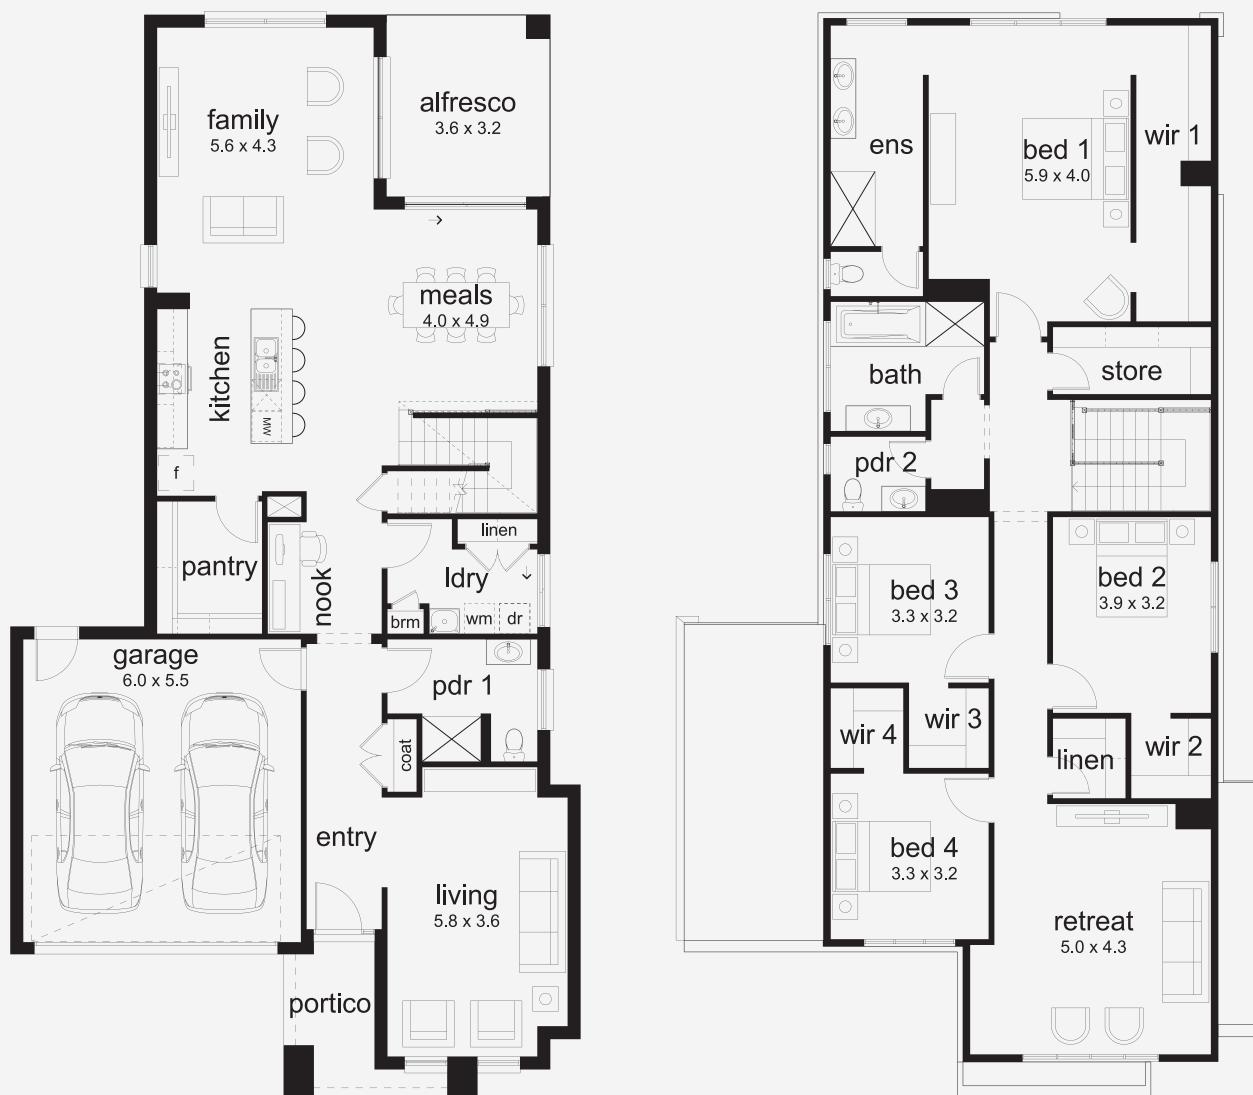 family
5.6 x 4.3
alfresco
3.6 x 3.2
meals
4.0 x 4.9
kitchen
MW
f
pantry
nook
linen
ldry
brm
wm
dr
garage
6.0 x 5.5
pdr 1
coat
entry
living
5.8 x 3.6
portico
ens
bed 1
5.9 x 4.0
wir 1
bath
store
pdr 2
bed 3
3.3 x 3.2
bed 2
3.9 x 3.2
wir 4
wir 3
linen
wir 2
bed 4
3.3 x 3.2
retreat
5.0 x 4.3